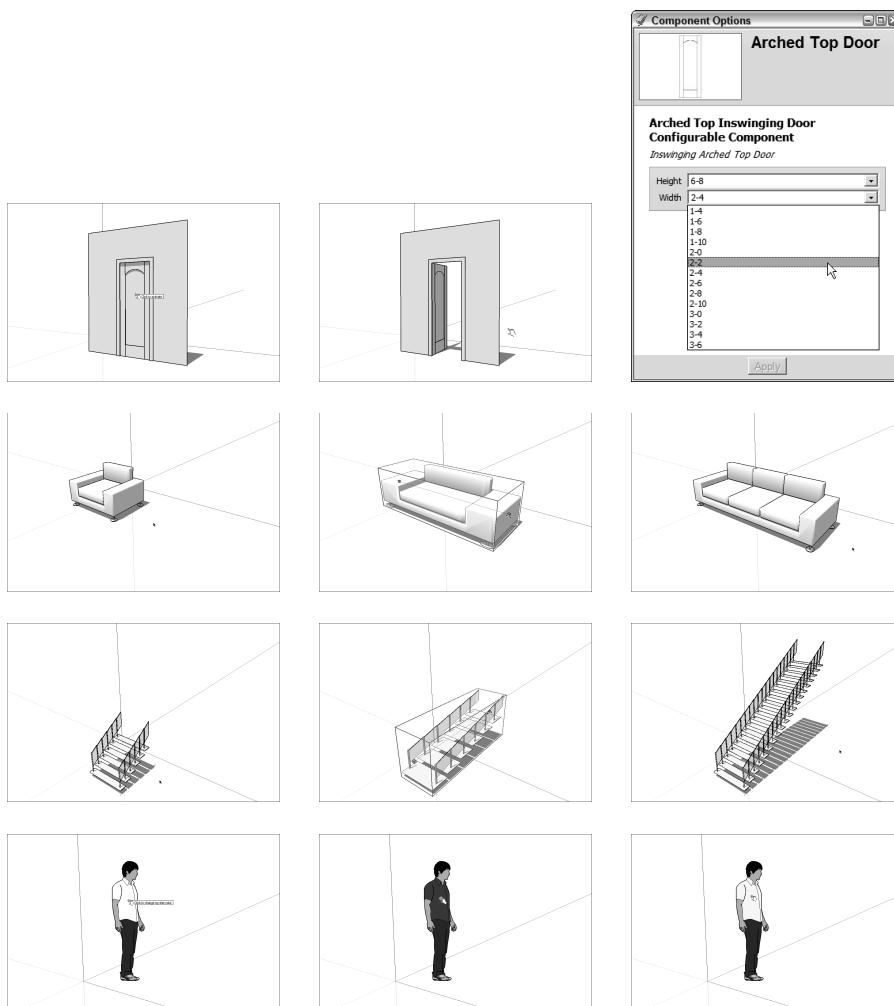 Component Options
Arched Top Door
Arched Top Inswinging Door
Configurable Component
Inswinging Arched Top Door
Height 6-8
Width 2-4
1-4
1-6
1-8
1-10
2-0
2-2
2-4
2-6
2-8
2-10
3-0
3-2
3-4
3-6
Apply